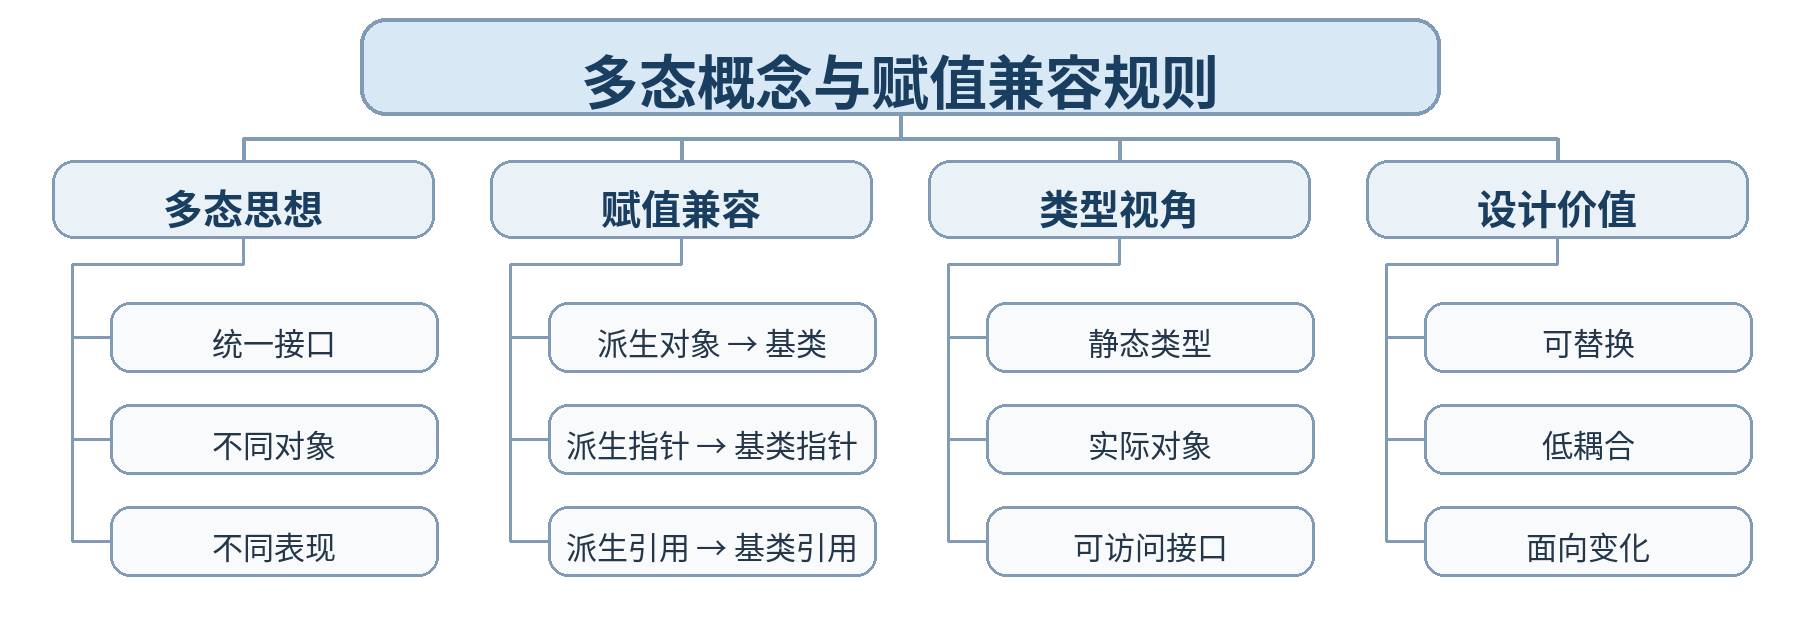 多态概念与赋值兼容规则
多态思想
统一接口
不同对象
不同表现
赋值兼容
派生对象 → 基类
派生指针 → 基类指针
派生引用 → 基类引用
类型视角
静态类型
实际对象
可访问接口
设计价值
可替换
低耦合
面向变化